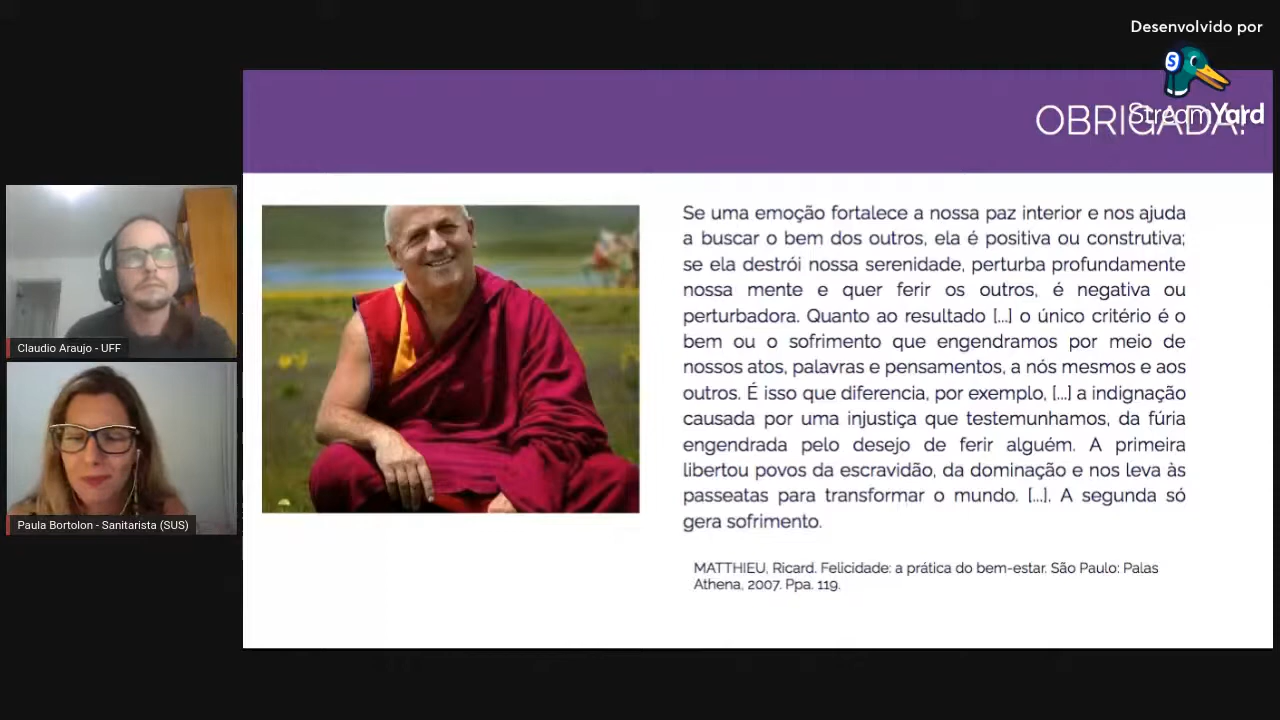 Desenvolvido por
StreamYard
OBRIGADA!
Se uma emoção fortalece a nossa paz interior e nos ajuda
a buscar o bem dos outros, ela é positiva ou construtiva;
se ela destrói nossa serenidade, perturba profundamente
nossa mente e quer ferir os outros, é negativa ou
perturbadora. Quanto ao resultado [...] o único critério é o
bem ou o sofrimento que engendramos por meio de
nossos atos, palavras e pensamentos, a nós mesmos e aos
outros. É isso que diferencia, por exemplo, [...] a indignação
causada por uma injustiça que testemunhamos, da fúria
engendrada pelo desejo de ferir alguém. A primeira
libertou povos da escravidão, da dominação e nos leva às
passeatas para transformar o mundo. [...]. A segunda só
gera sofrimento.
MATTHIEU, Ricard. Felicidade: a prática do bem-estar. São Paulo: Palas
Athena, 2007. Ppa. 119.
Claudio Araujo - UFF
Paula Bortolon - Sanitarista (SUS)